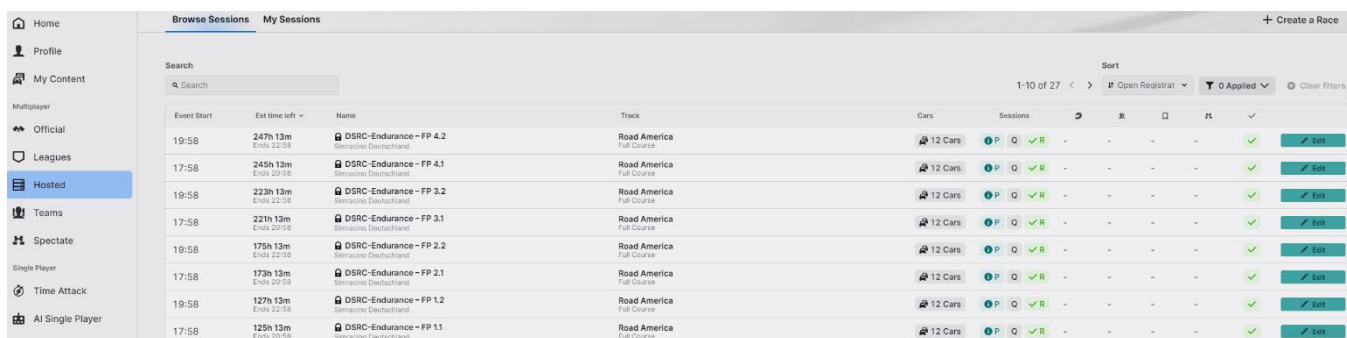 Home
Profile
My Content
Multiplayer
Official
Leagues
Hosted
Teams
Spectate
Single Player
Time Attack
AI Single Player
Browse Sessions My Sessions
+ Create a Race
Search
Sort
Search
1-10 of 27 < > Open Registrat 0 Applied Clear filters
Event Start Est time left Name Track Cars Sessions
19:58 247h 13m DSRC-Endurance – FP 4.2 Road America 12 Cars P Q R - - - - Edit
Ends 22:58 Simracing Deutschland Full Course
17:58 245h 13m DSRC-Endurance – FP 4.1 Road America 12 Cars P Q R - - - - Edit
Ends 20:58 Simracing Deutschland Full Course
19:58 223h 13m DSRC-Endurance – FP 3.2 Road America 12 Cars P Q R - - - - Edit
Ends 22:58 Simracing Deutschland Full Course
17:58 221h 13m DSRC-Endurance – FP 3.1 Road America 12 Cars P Q R - - - - Edit
Ends 20:58 Simracing Deutschland Full Course
19:58 175h 13m DSRC-Endurance – FP 2.2 Road America 12 Cars P Q R - - - - Edit
Ends 22:58 Simracing Deutschland Full Course
17:58 173h 13m DSRC-Endurance – FP 2.1 Road America 12 Cars P Q R - - - - Edit
Ends 20:58 Simracing Deutschland Full Course
19:58 127h 13m DSRC-Endurance – FP 1.2 Road America 12 Cars P Q R - - - - Edit
Ends 22:58 Simracing Deutschland Full Course
17:58 125h 13m DSRC-Endurance – FP 1.1 Road America 12 Cars P Q R - - - - Edit
Ends 20:58 Simracing Deutschland Full Course